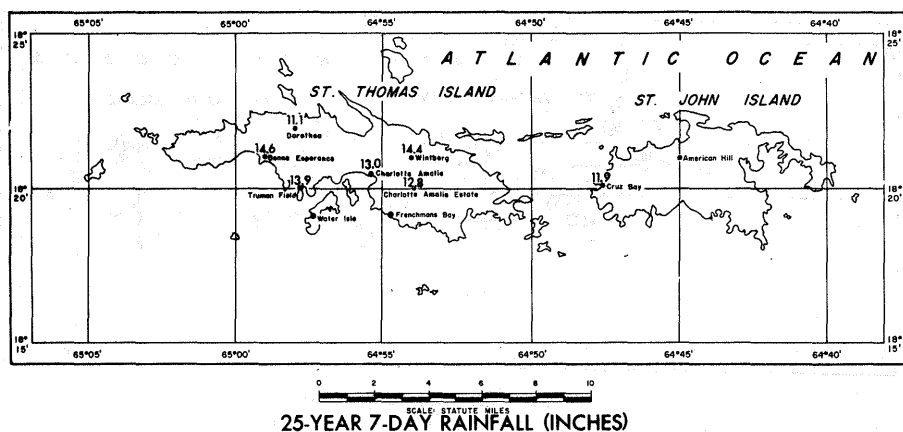 65°05' 65°00' 64°55' 64°50' 64°45' 64°40'
18°
25'
18°
25'
A T L A N T I C O C E A N
ST. THOMAS ISLAND
ST. JOHN ISLAND
11.1
Dorothea
14.6
Bonne Esperance
14.4
Wintberg
13.0
Charlotte Amalie
American Hill
13.9
Truman Field
12.8
Charlotte Amalie Estate
11.9
Cruz Bay
18°
20'
18°
20'
Water Isle
Frenchmans Bay
18°
15'
18°
15'
65°05' 65°00' 64°55' 64°50' 64°45' 64°40'
0 2 4 6 8 10
SCALE: STATUTE MILES
25-YEAR 7-DAY RAINFALL (INCHES)